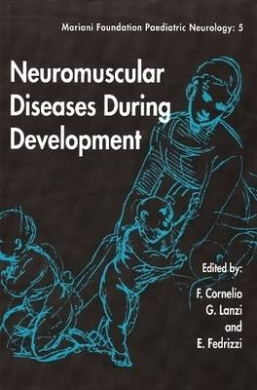 Mariani Foundation Paediatric Neurology: 5
Neuromuscular
Diseases During
Development
Edited by:
F. Cornelio
G. Lanzi
and
E. Fedrizzi